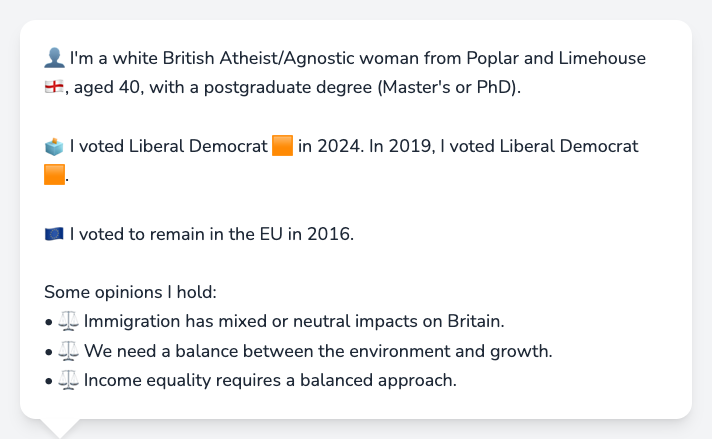 👤 I'm a white British Atheist/Agnostic woman from Poplar and Limehouse
🏴󠁧󠁢󠁥󠁮󠁧󠁿, aged 40, with a postgraduate degree (Master's or PhD).
🗳️ I voted Liberal Democrat 🟧 in 2024. In 2019, I voted Liberal Democrat
🟧.
🇪🇺 I voted to remain in the EU in 2016.
Some opinions I hold:
• ⚖️ Immigration has mixed or neutral impacts on Britain.
• ⚖️ We need a balance between the environment and growth.
• ⚖️ Income equality requires a balanced approach.